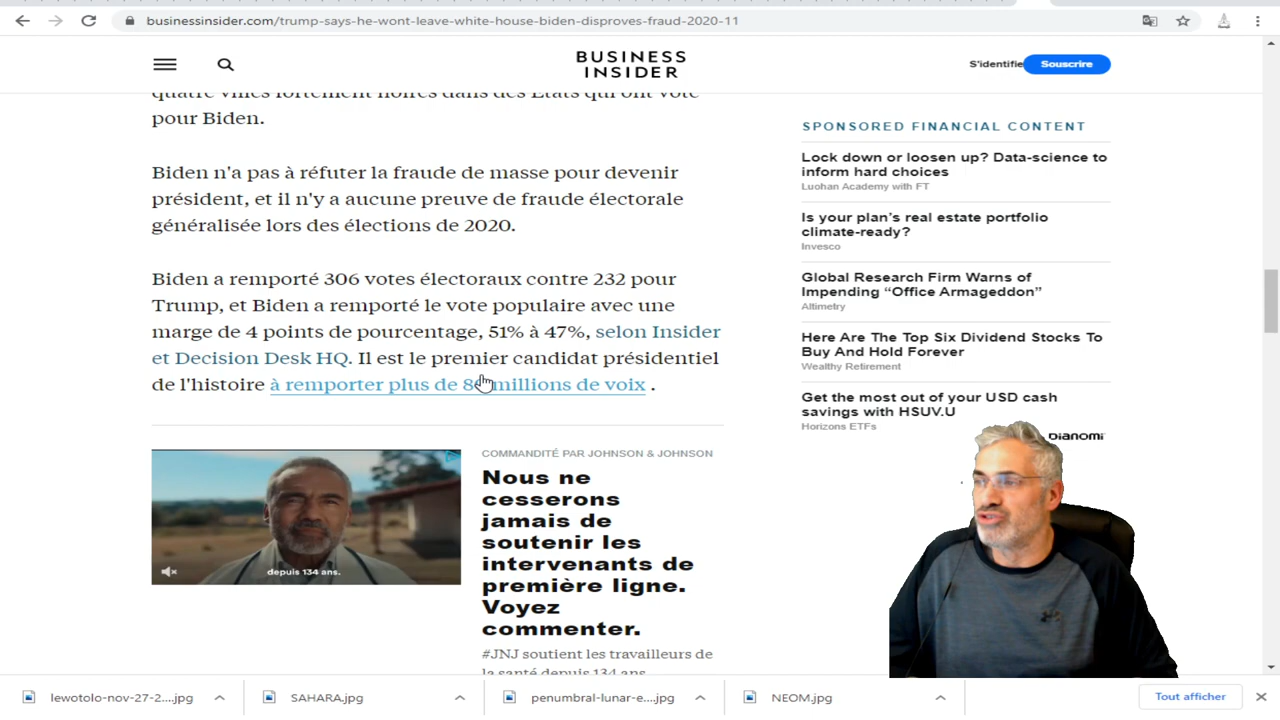 businessinsider.com/trump-says-he-wont-leave-white-house-biden-disproves-fraud-2020-11
BUSINESS
INSIDER
S'identifie
Souscrire
quatre villes fortement noires dans des États qui ont voté
pour Biden.
Biden n'a pas à réfuter la fraude de masse pour devenir
président, et il n'y a aucune preuve de fraude électorale
généralisée lors des élections de 2020.
Biden a remporté 306 votes électoraux contre 232 pour
Trump, et Biden a remporté le vote populaire avec une
marge de 4 points de pourcentage, 51% à 47%, selon Insider
et Decision Desk HQ. Il est le premier candidat présidentiel
de l'histoire à remporter plus de millions de voix .
COMMANDITÉ PAR JOHNSON & JOHNSON
Nous ne
cesserons
jamais de
soutenir les
intervenants de
première ligne.
Voyez
commenter.
#JNJ soutient les travailleurs de
la santé depuis 134 ans.
depuis 134 ans.
SPONSORED FINANCIAL CONTENT
Lock down or loosen up? Data-science to
inform hard choices
Luohan Academy with FT
Is your plan's real estate portfolio
climate-ready?
Invesco
Global Research Firm Warns of
Impending “Office Armageddon”
Altimetry
Here Are The Top Six Dividend Stocks To
Buy And Hold Forever
Wealthy Retirement
Get the most out of your USD cash
savings with HSUV.U
Horizons ETFs
bianomi
lewotolo-nov-27-2....jpg
SAHARA.jpg
penumbral-lunar-e....jpg
NEOM.jpg
Tout afficher